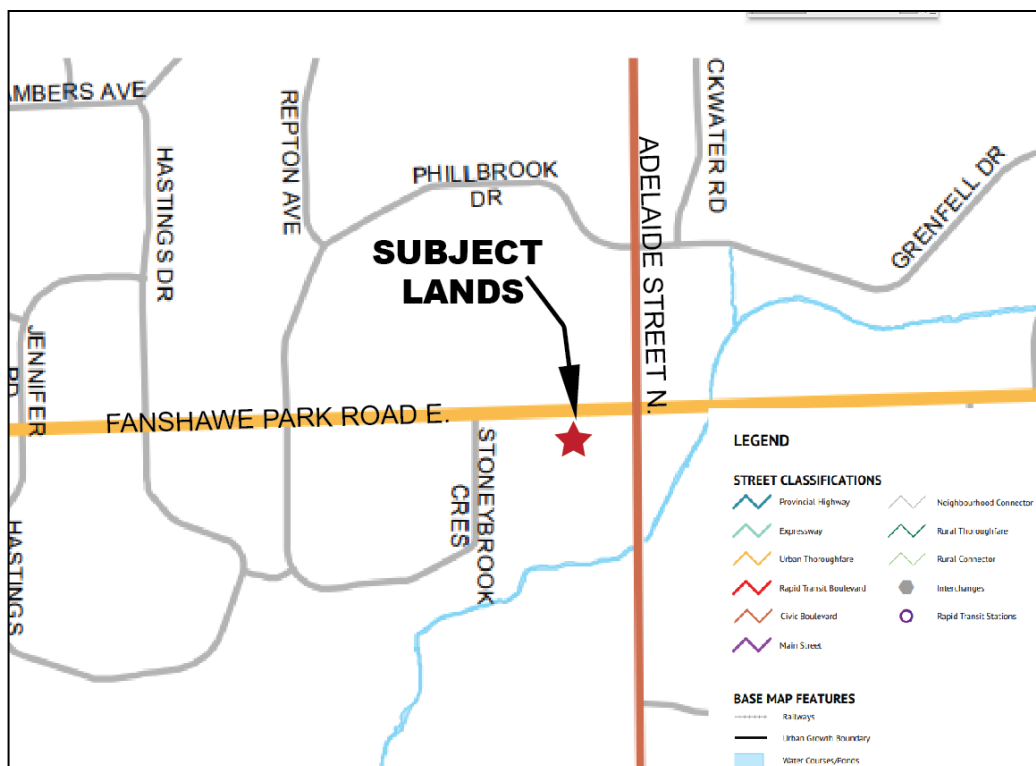 AMBERS AVE
HASTINGS DR
REPTON AVE
PHILLBROOK
DR
CKWATER RD
ADELAIDE STREET N.
GRENFELL DR
SUBJECT
LANDS
JENNIFER
RD
FANSHAWE PARK ROAD E.
STONEYBROOK
CRES
HASTINGS
LEGEND
STREET CLASSIFICATIONS
Provincial Highway
Expressway
Urban Thoroughfare
Rapid Transit Boulevard
Civic Boulevard
Main Street
Neighbourhood Connector
Rural Thoroughfare
Rural Connector
Interchanges
Rapid Transit Stations
BASE MAP FEATURES
Railways
Urban Growth Boundary
Water Courses/Ponds